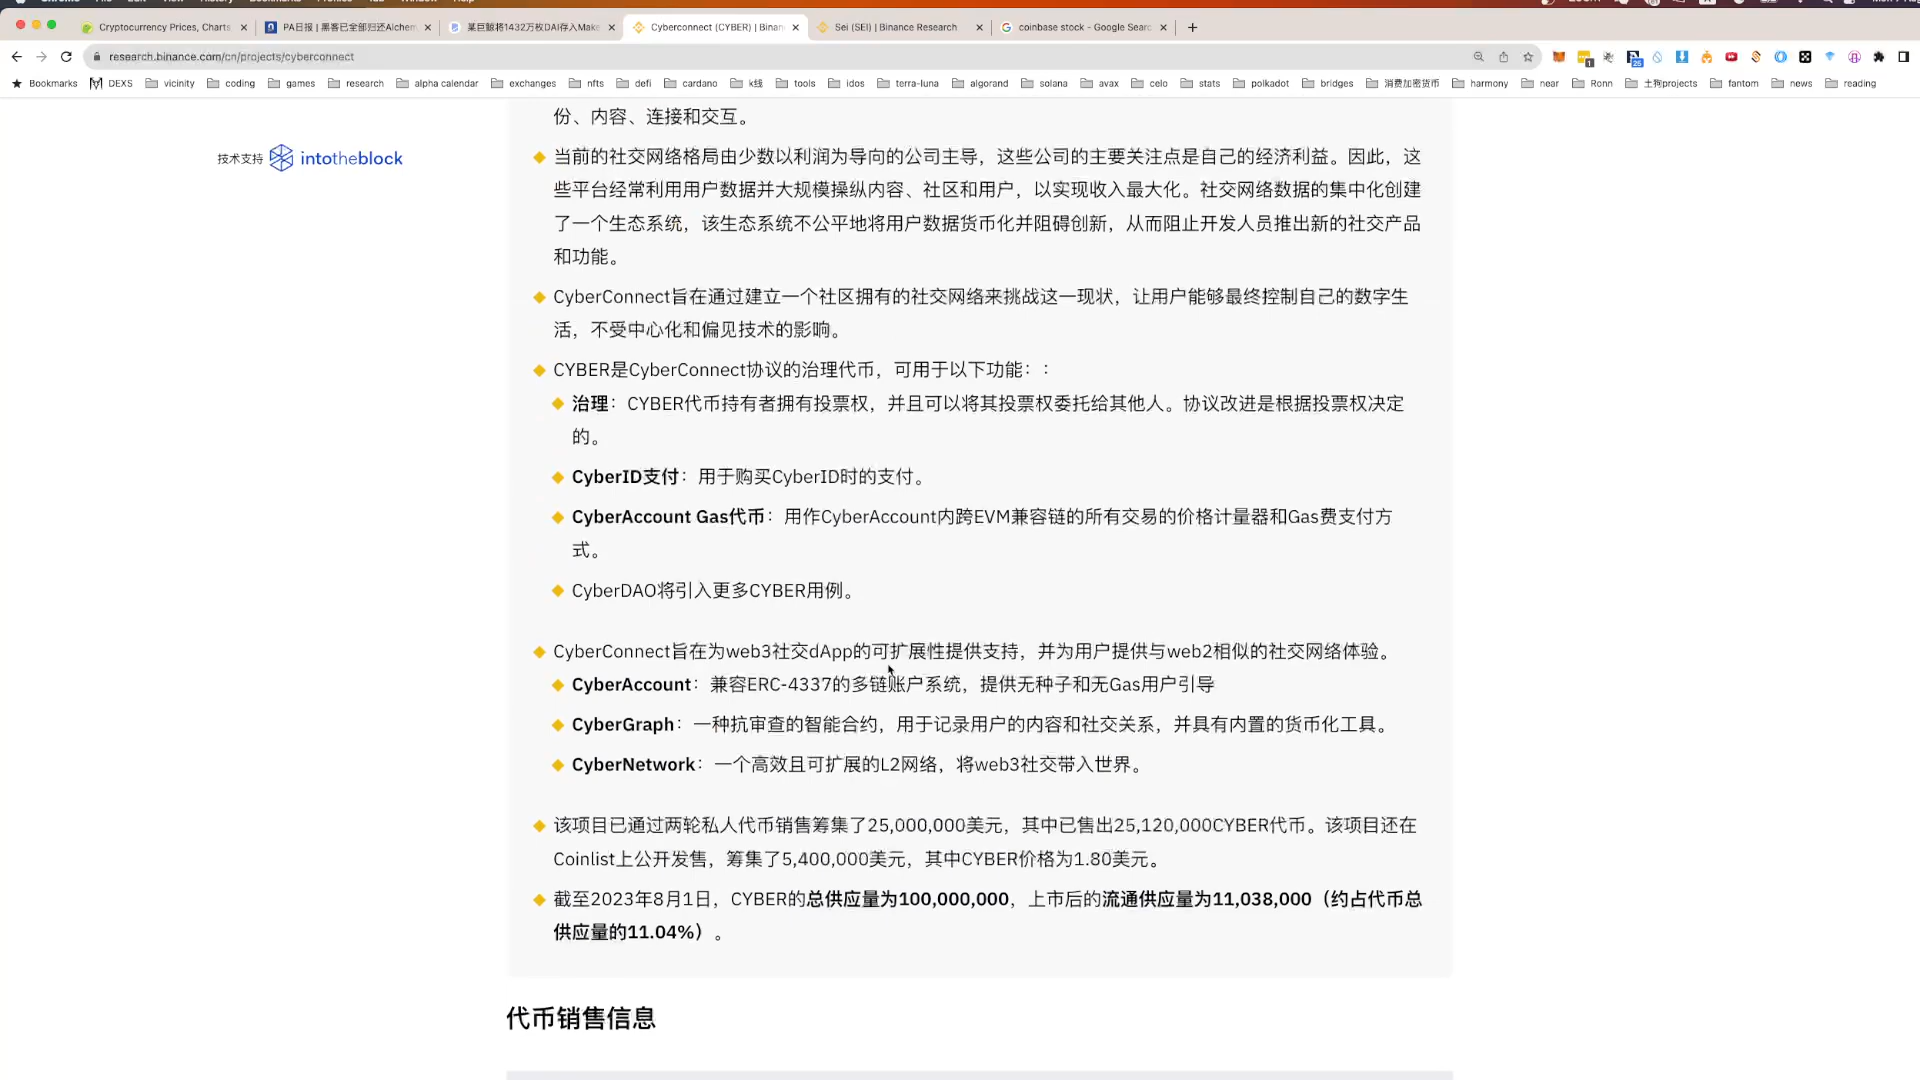 Cryptocurrency Prices, Charts
PA日报 | 黑客已全部归还Alchem
某巨鲸将1432万枚DAI存入Make
Cyberconnect (CYBER) | Binan
Sei (SEI) | Binance Research
coinbase stock - Google Searc
research.binance.com/cn/projects/cyberconnect
Bookmarks DEXS vicinity coding games research alpha calendar exchanges nfts defi cardano k线 tools idos terra-luna algorand solana avax celo stats polkadot bridges 消费加密货币 harmony near Ronn 土狗projects fantom news reading
份、内容、连接和交互。
技术支持 intotheblock
当前的社交网络格局由少数以利润为导向的公司主导，这些公司的主要关注点是自己的经济利益。因此，这
些平台经常利用用户数据并大规模操纵内容、社区和用户，以实现收入最大化。社交网络数据的集中化创建
了一个生态系统，该生态系统不公平地将用户数据货币化并阻碍创新，从而阻止开发人员推出新的社交产品
和功能。
CyberConnect旨在通过建立一个社区拥有的社交网络来挑战这一现状，让用户能够最终控制自己的数字生
活，不受中心化和偏见技术的影响。
CYBER是CyberConnect协议的治理代币，可用于以下功能：：
治理：CYBER代币持有者拥有投票权，并且可以将其投票权委托给其他人。协议改进是根据投票权决定
的。
CyberID支付：用于购买CyberID时的支付。
CyberAccount Gas代币：用作CyberAccount内跨EVM兼容链的所有交易的价格计量器和Gas费支付方
式。
CyberDAO将引入更多CYBER用例。
CyberConnect旨在为web3社交dApp的可扩展性提供支持，并为用户提供与web2相似的社交网络体验。
CyberAccount：兼容ERC-4337的多链账户系统，提供无种子和无Gas用户引导
CyberGraph：一种抗审查的智能合约，用于记录用户的内容和社交关系，并具有内置的货币化工具。
CyberNetwork：一个高效且可扩展的L2网络，将web3社交带入世界。
该项目已通过两轮私人代币销售筹集了25,000,000美元，其中已售出25,120,000CYBER代币。该项目还在
Coinlist上公开发售，筹集了5,400,000美元，其中CYBER价格为1.80美元。
截至2023年8月1日，CYBER的总供应量为100,000,000，上市后的流通供应量为11,038,000（约占代币总
供应量的11.04%）。
代币销售信息